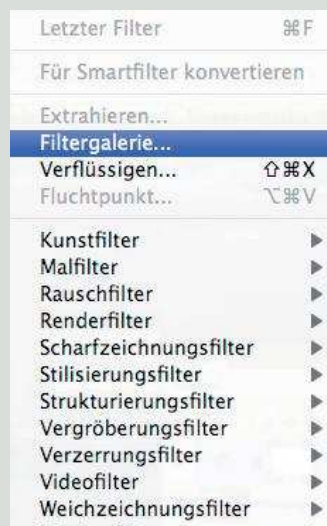 Letzter Filter ⌘F
Für Smartfilter konvertieren
Extrahieren...
Filtergalerie...
Verflüssigen... ⇧⌘X
Fluchtpunkt... ⌥⌘V
Kunstfilter
Malfilter
Rauschfilter
Renderfilter
Scharfzeichnungsfilter
Stilisierungsfilter
Strukturierungsfilter
Vergröberungsfilter
Verzerrungsfilter
Videofilter
Weichzeichnungsfilter